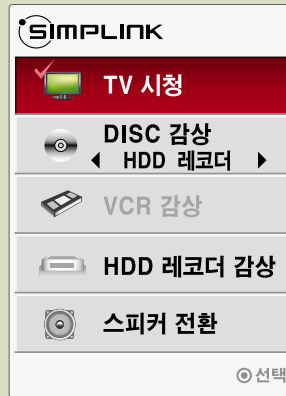 SIMPLINK
TV 시청
DISC 감상
◀ HDD 레코더 ▶
VCR 감상
HDD 레코더 감상
스피커 전환
◉ 선택